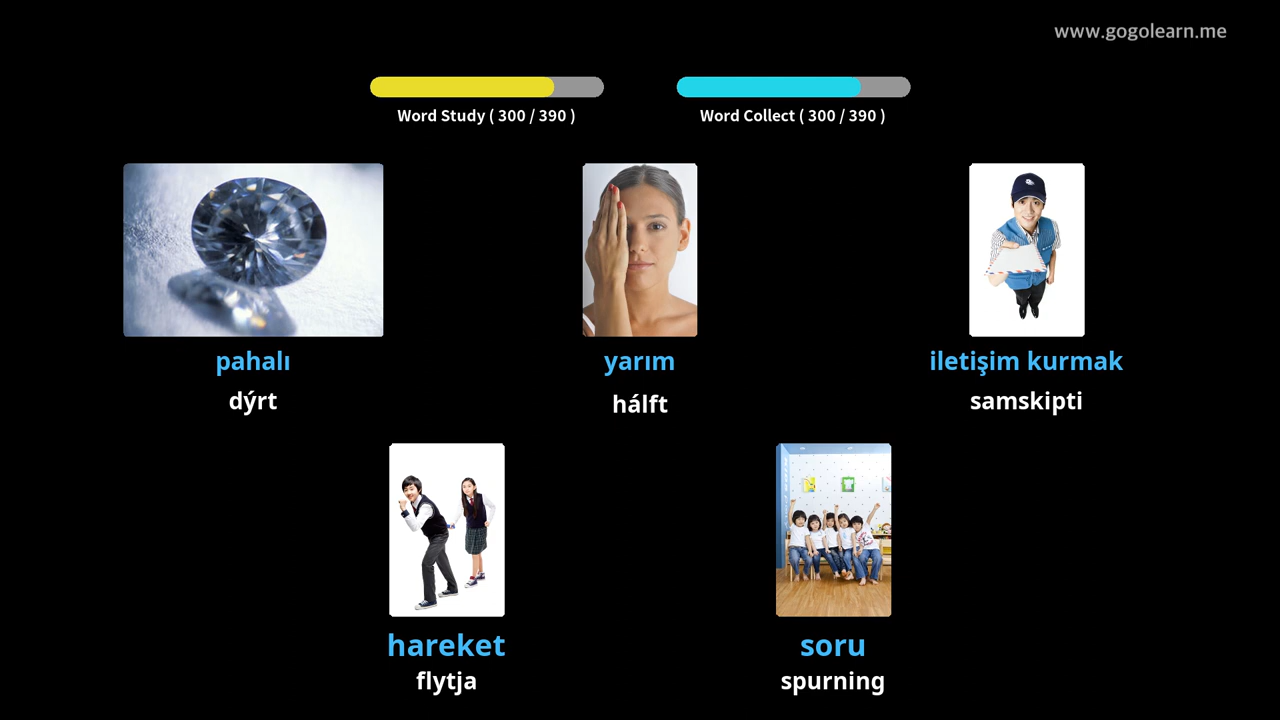 www.gogolearn.me
Word Study ( 300 / 390 )
Word Collect ( 300 / 390 )
pahalı
dýrt
yarım
hálft
iletişim kurmak
samskipti
hareket
flytja
soru
spurning